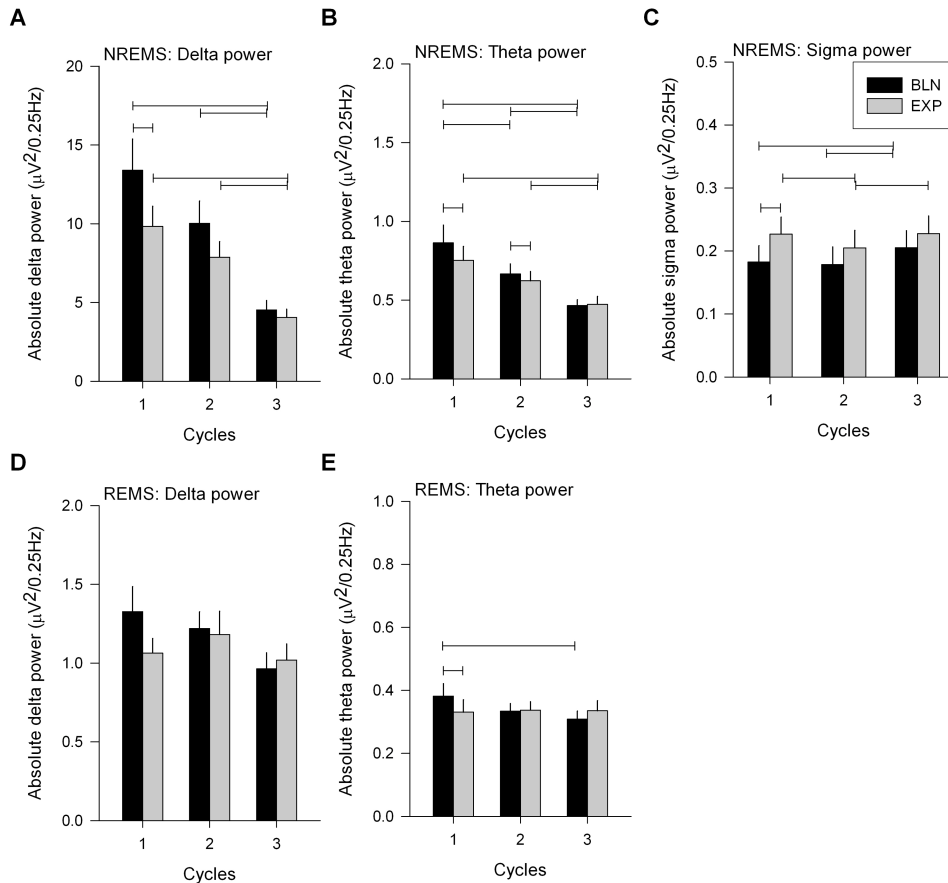 A
NREMS: Delta power
Absolute delta power (μV²/0.25Hz)
20
15
10
5
0
1 2 3
Cycles
B
NREMS: Theta power
Absolute theta power (μV²/0.25Hz)
2.0
1.5
1.0
0.5
0.0
1 2 3
Cycles
C
NREMS: Sigma power
Absolute sigma power (μV²/0.25Hz)
0.5
0.4
0.3
0.2
0.1
0.0
BLN
EXP
1 2 3
Cycles
D
REMS: Delta power
Absolute delta power (μV²/0.25Hz)
2.0
1.5
1.0
0.5
0.0
1 2 3
Cycles
E
REMS: Theta power
Absolute theta power (μV²/0.25Hz)
1.0
0.8
0.6
0.4
0.2
0.0
1 2 3
Cycles